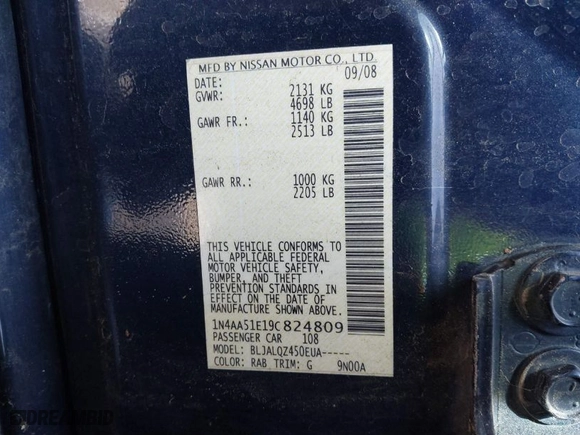 MFD BY NISSAN MOTOR CO., LTD.
DATE: 09/08
GVWR: 2131 KG
4698 LB
GAWR FR.: 1140 KG
2513 LB
GAWR RR.: 1000 KG
2205 LB
THIS VEHICLE CONFORMS TO
ALL APPLICABLE FEDERAL
MOTOR VEHICLE SAFETY,
BUMPER, AND THEFT
PREVENTION STANDARDS IN
EFFECT ON THE DATE OF
MANUFACTURE SHOWN ABOVE.
1N4AA51E19C824809
PASSENGER CAR 108
MODEL: BLJALQZ450EUA-----
COLOR: RAB TRIM: G 9N00A
DREAMBID